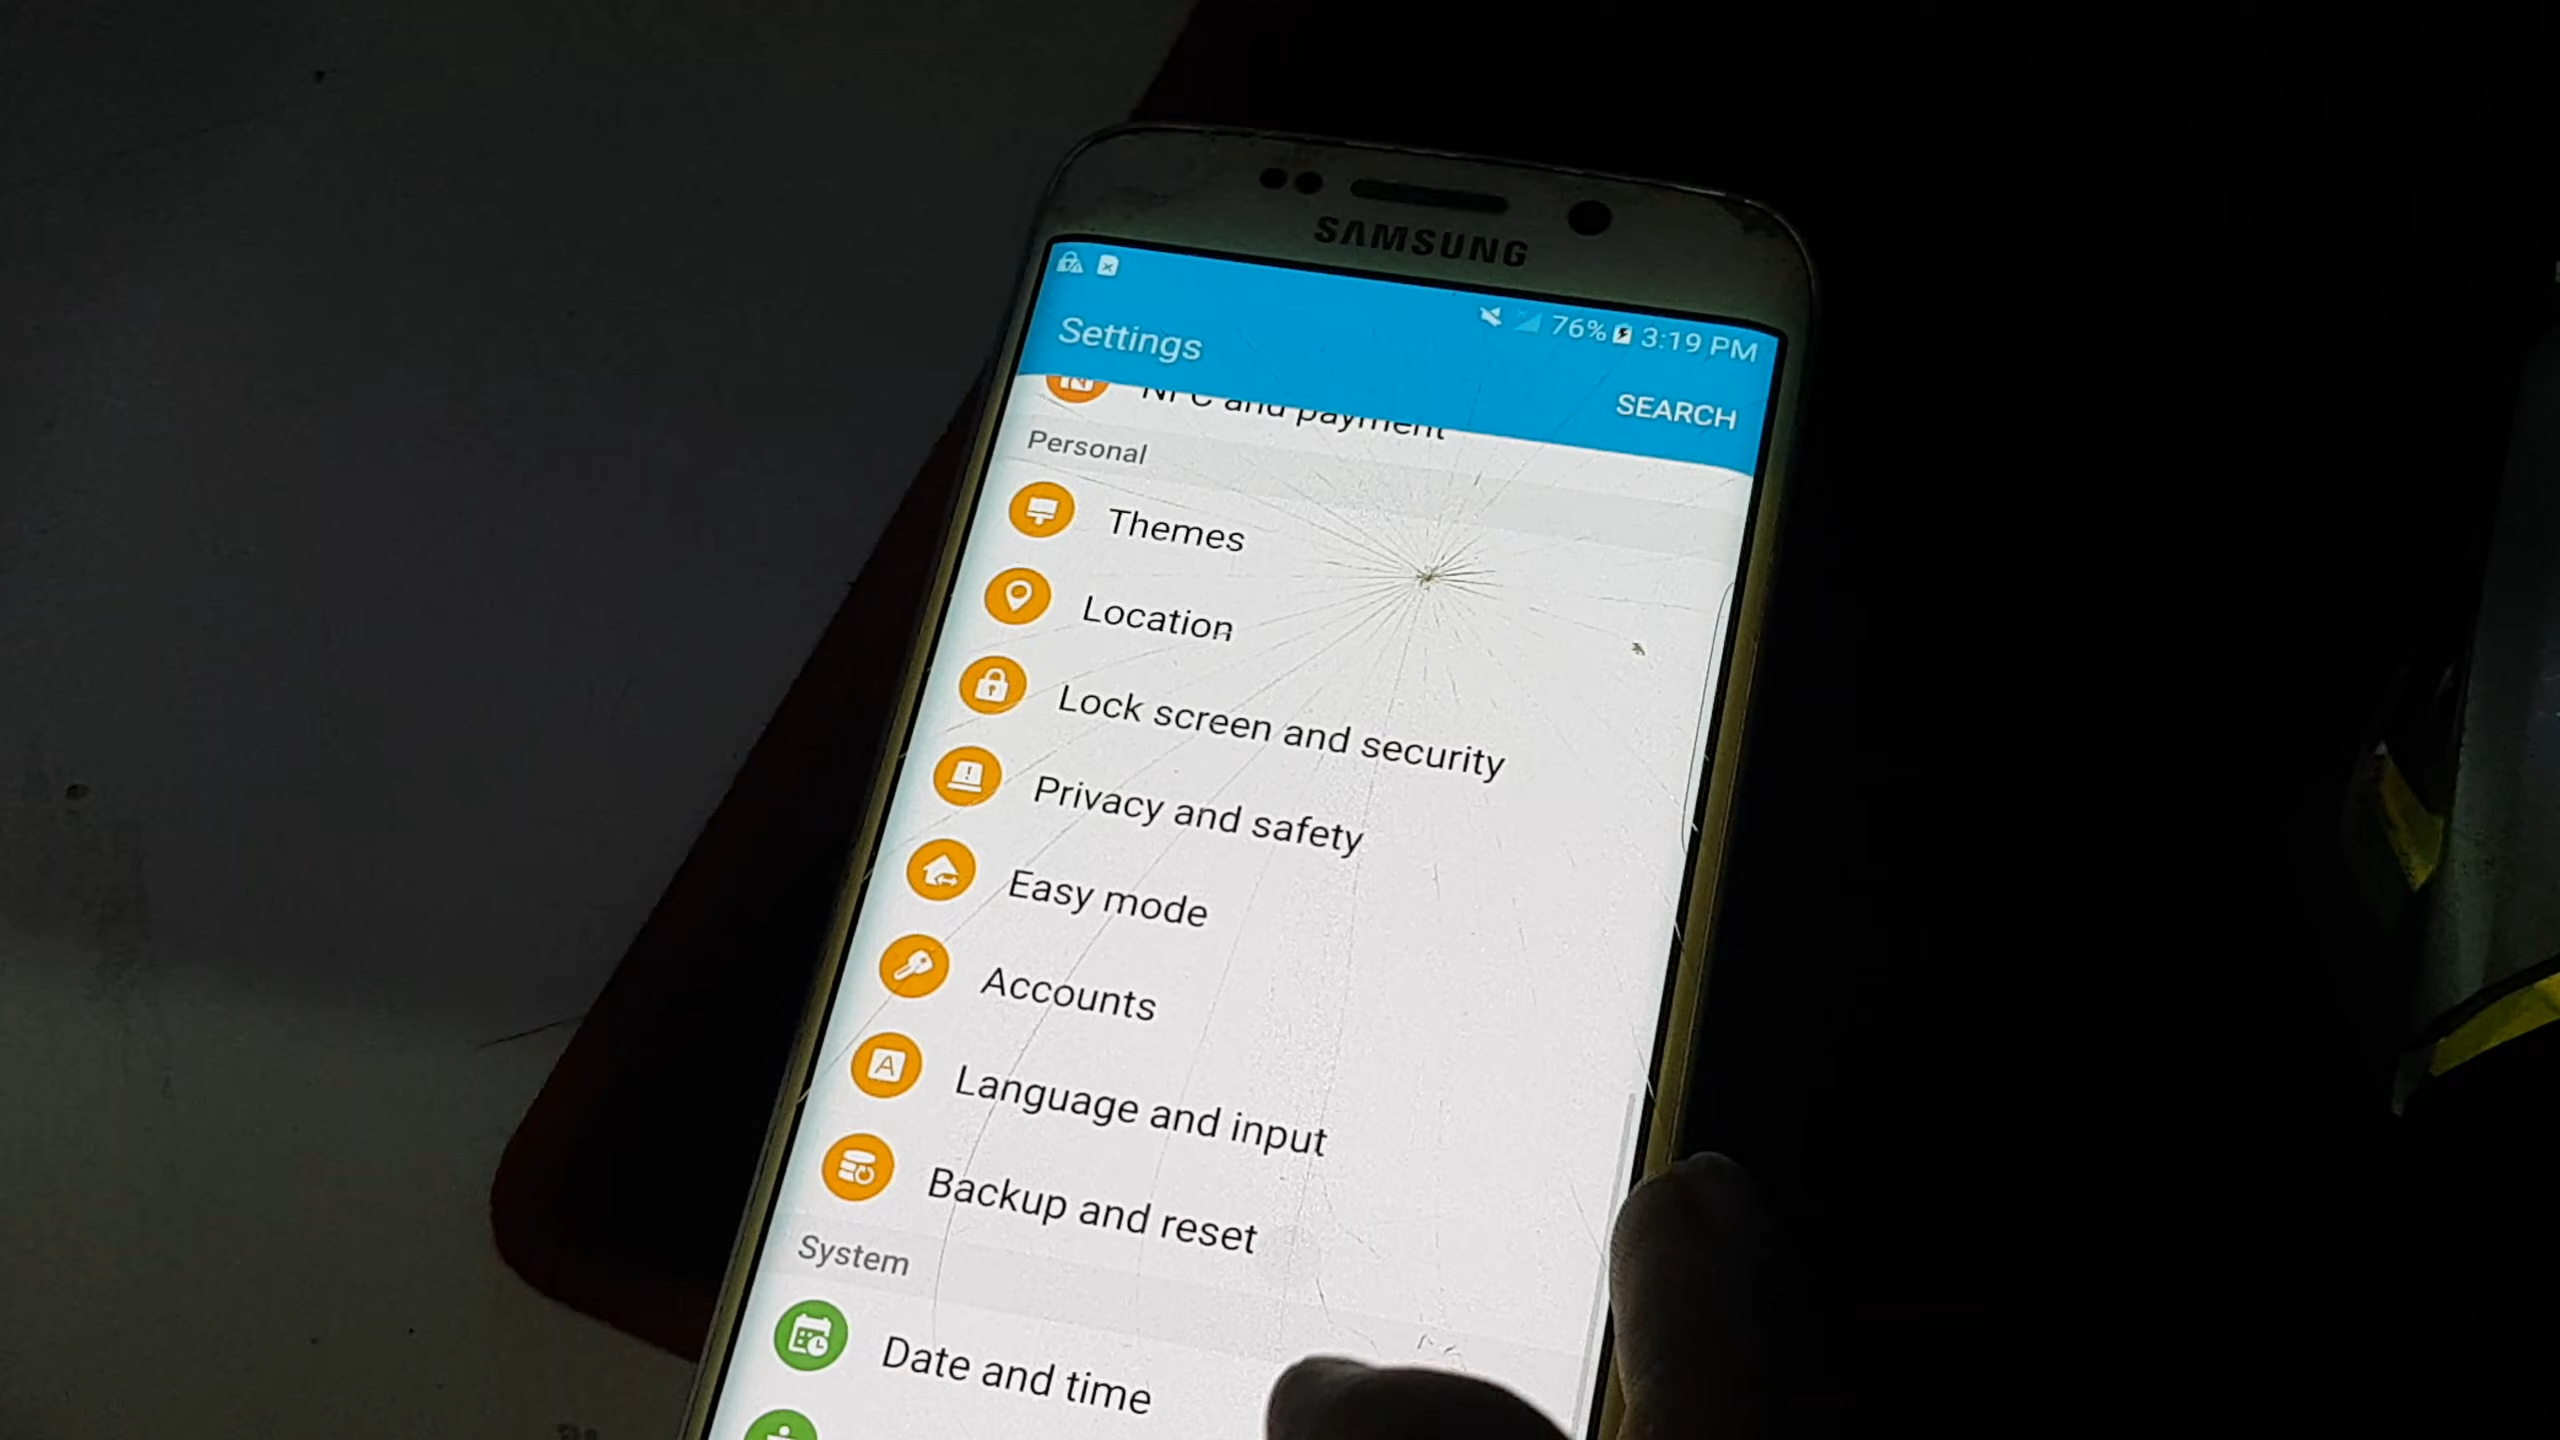 SAMSUNG
76% 3:19 PM
Settings
SEARCH
NFC and payment
Personal
Themes
Location
Lock screen and security
Privacy and safety
Easy mode
Accounts
Language and input
Backup and reset
System
Date and time